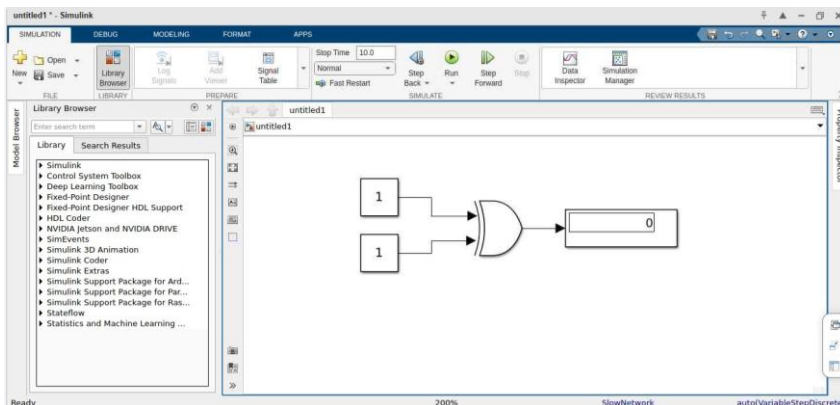 untitled1 * - Simulink
SIMULATION DEBUG MODELING FORMAT APPS
New
Open
Save
FILE
Library Browser
LIBRARY
Log Signals
Add Viewer
Signal Table
PREPARE
Stop Time 10.0
Normal
Fast Restart
Step Back
Run
Step Forward
Stop
SIMULATE
Data Inspector
Simulation Manager
REVIEW RESULTS
Model Browser
Library Browser
Enter search term
Library Search Results
Simulink
Control System Toolbox
Deep Learning Toolbox
Fixed-Point Designer
Fixed-Point Designer HDL Support
HDL Coder
NVIDIA Jetson and NVIDIA DRIVE
SimEvents
Simulink 3D Animation
Simulink Coder
Simulink Extras
Simulink Support Package for Ard...
Simulink Support Package for Par...
Simulink Support Package for Ras...
Stateflow
Statistics and Machine Learning ...
untitled1
untitled1
1
1
0
Property Inspector
Ready 200% SlowNetwork auto(VariableStepDiscrete